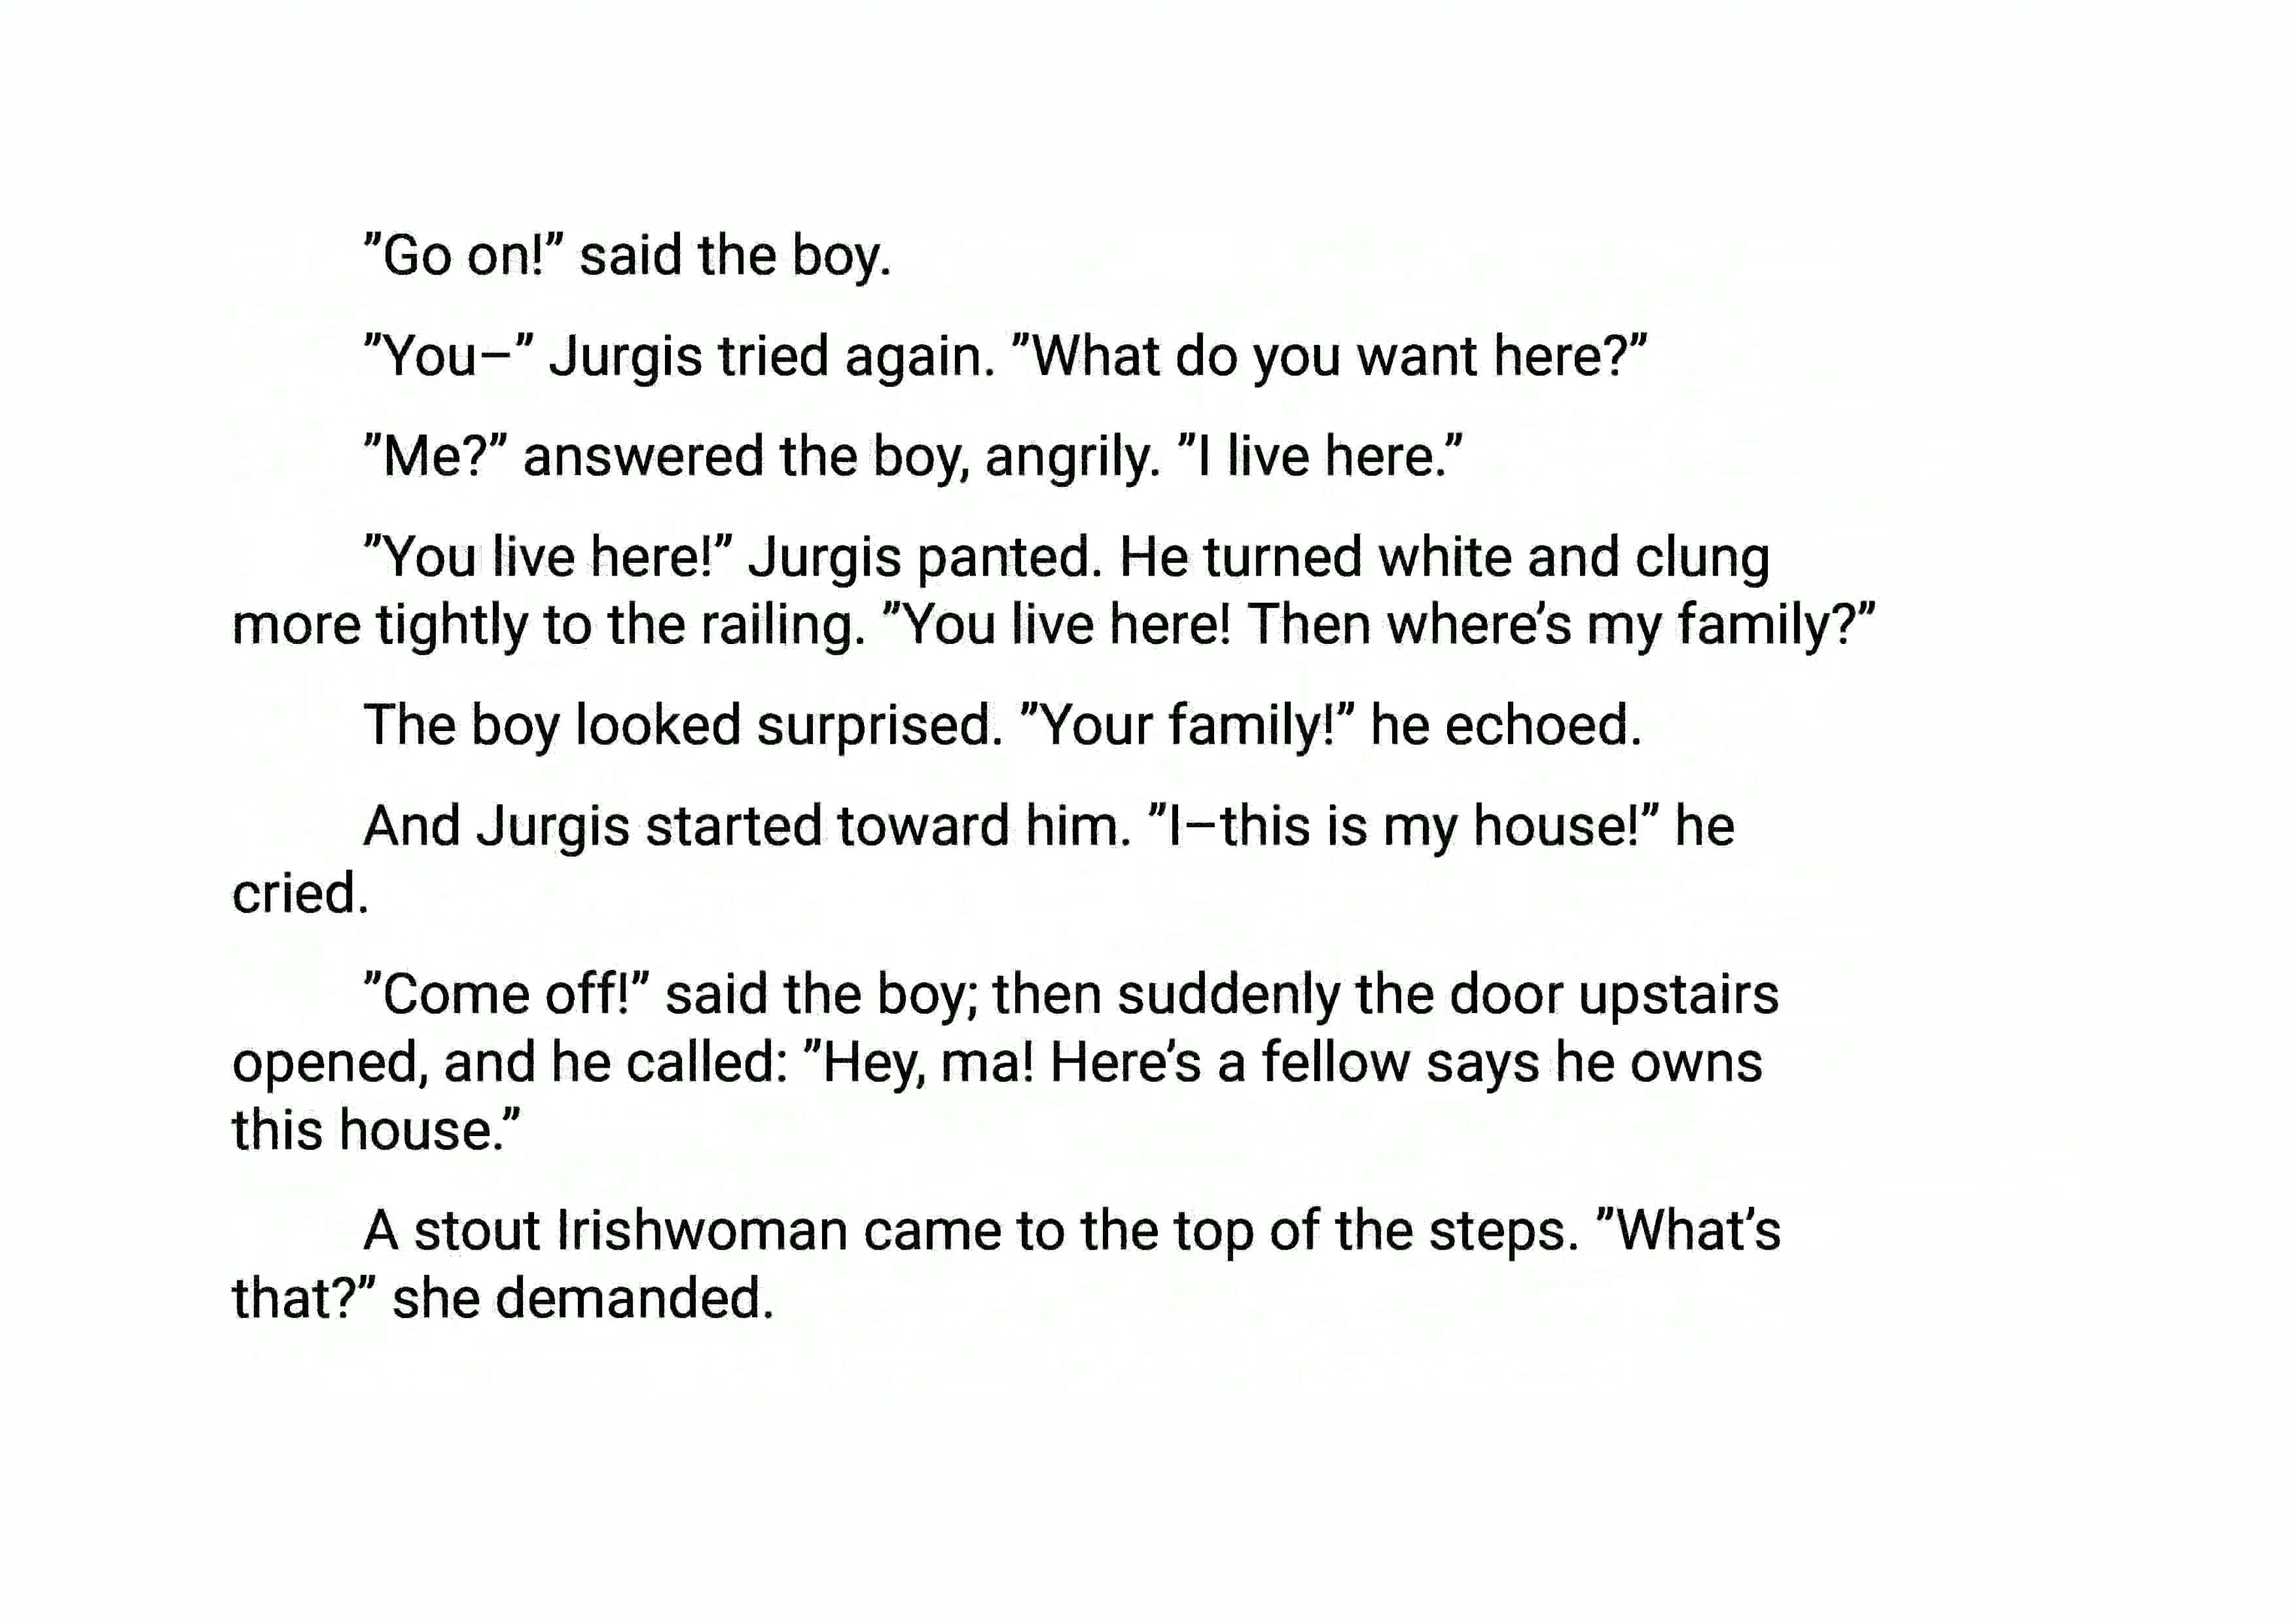 ”Go on!” said the boy.
”You–” Jurgis tried again. ”What do you want here?”
”Me?” answered the boy, angrily. ”I live here.”
”You live here!” Jurgis panted. He turned white and clung
more tightly to the railing. ”You live here! Then where’s my family?”
The boy looked surprised. ”Your family!” he echoed.
And Jurgis started toward him. ”I–this is my house!” he
cried.
”Come off!” said the boy; then suddenly the door upstairs
opened, and he called: ”Hey, ma! Here’s a fellow says he owns
this house.”
A stout Irishwoman came to the top of the steps. ”What’s
that?” she demanded.